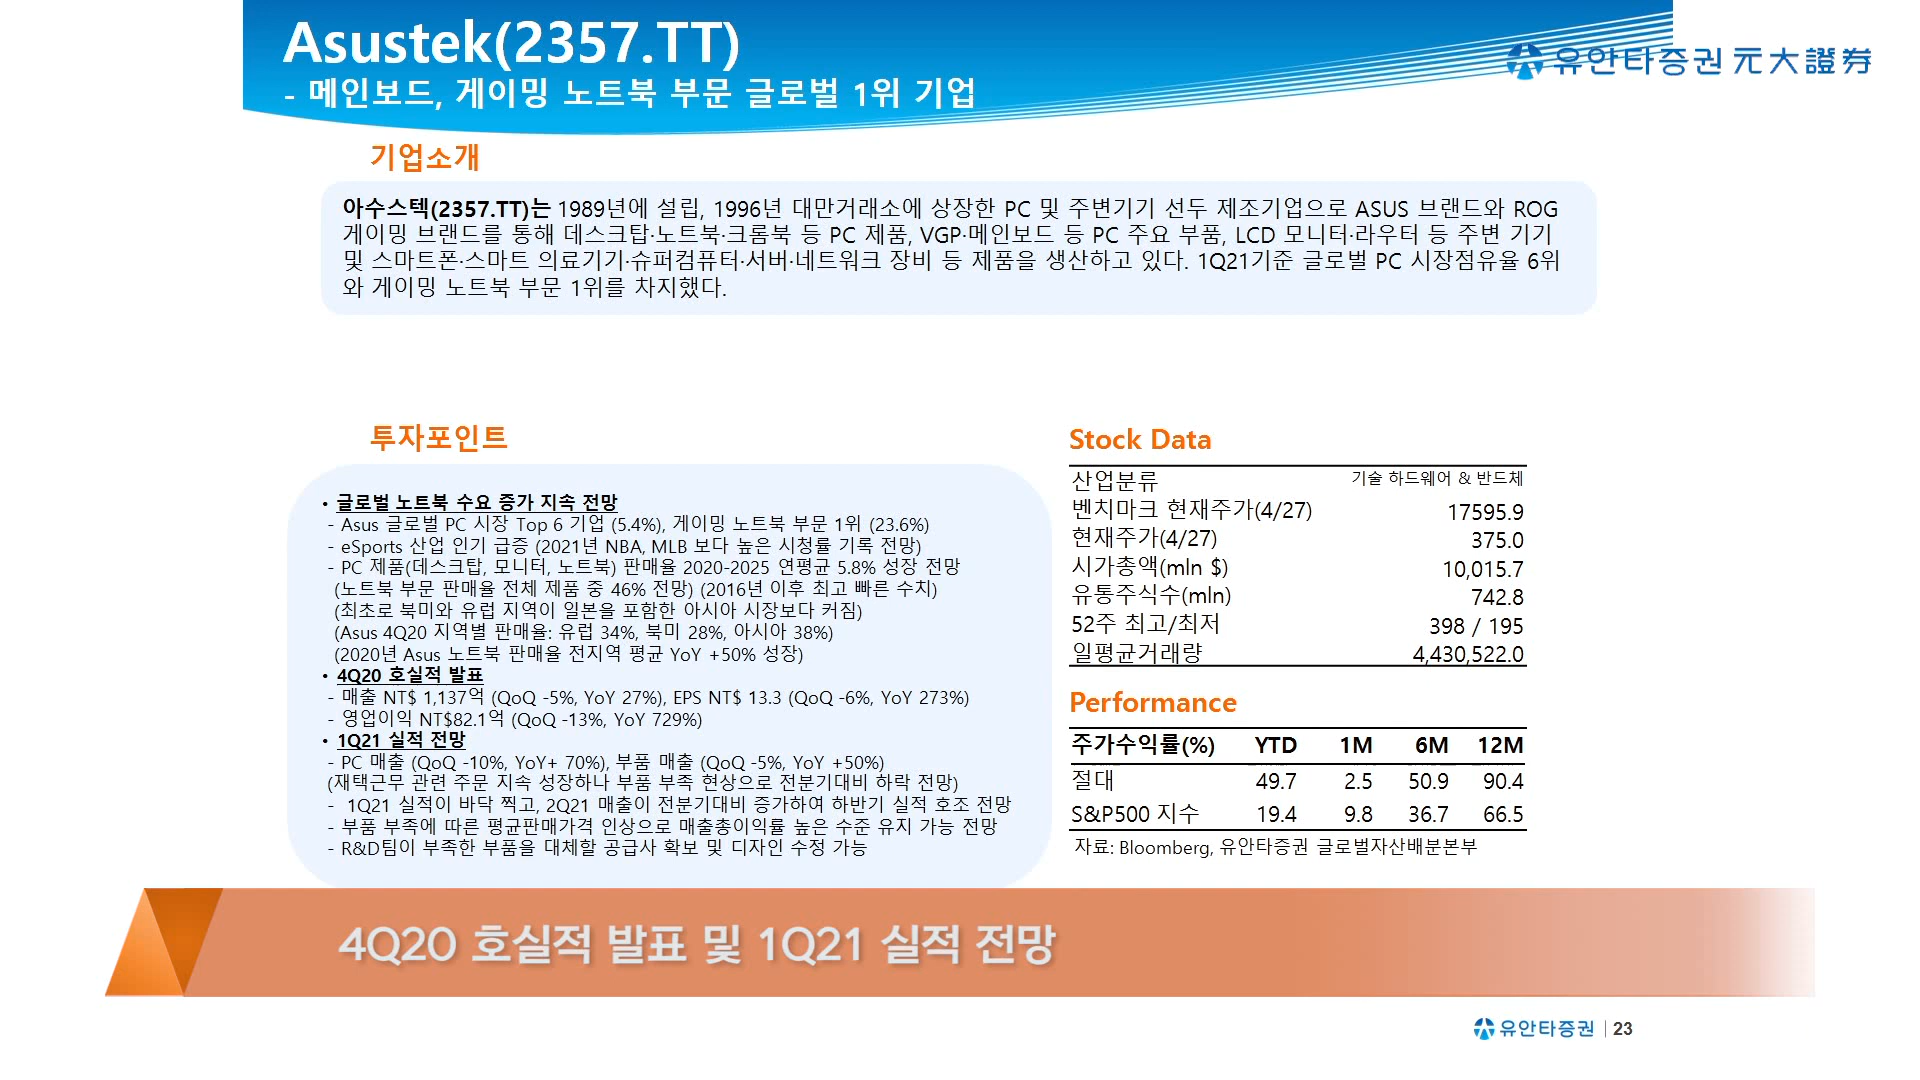 Asustek(2357.TT)
- 메인보드, 게이밍 노트북 부문 글로벌 1위 기업
유안타증권 元大證券
기업소개
아수스텍(2357.TT)는 1989년에 설립, 1996년 대만거래소에 상장한 PC 및 주변기기 선두 제조기업으로 ASUS 브랜드와 ROG
게이밍 브랜드를 통해 데스크탑·노트북·크롬북 등 PC 제품, VGP·메인보드 등 PC 주요 부품, LCD 모니터·라우터 등 주변 기기
및 스마트폰·스마트 의료기기·슈퍼컴퓨터·서버·네트워크 장비 등 제품을 생산하고 있다. 1Q21기준 글로벌 PC 시장점유율 6위
와 게이밍 노트북 부문 1위를 차지했다.
투자포인트
• 글로벌 노트북 수요 증가 지속 전망
- Asus 글로벌 PC 시장 Top 6 기업 (5.4%), 게이밍 노트북 부문 1위 (23.6%)
- eSports 산업 인기 급증 (2021년 NBA, MLB 보다 높은 시청률 기록 전망)
- PC 제품(데스크탑, 모니터, 노트북) 판매율 2020-2025 연평균 5.8% 성장 전망
(노트북 부문 판매율 전체 제품 중 46% 전망) (2016년 이후 최고 빠른 수치)
(최초로 북미와 유럽 지역이 일본을 포함한 아시아 시장보다 커짐)
(Asus 4Q20 지역별 판매율: 유럽 34%, 북미 28%, 아시아 38%)
(2020년 Asus 노트북 판매율 전지역 평균 YoY +50% 성장)
• 4Q20 호실적 발표
- 매출 NT$ 1,137억 (QoQ -5%, YoY 27%), EPS NT$ 13.3 (QoQ -6%, YoY 273%)
- 영업이익 NT$82.1억 (QoQ -13%, YoY 729%)
• 1Q21 실적 전망
- PC 매출 (QoQ -10%, YoY+ 70%), 부품 매출 (QoQ -5%, YoY +50%)
(재택근무 관련 주문 지속 성장하나 부품 부족 현상으로 전분기대비 하락 전망)
- 1Q21 실적이 바닥 찍고, 2Q21 매출이 전분기대비 증가하여 하반기 실적 호조 전망
- 부품 부족에 따른 평균판매가격 인상으로 매출총이익률 높은 수준 유지 가능 전망
- R&D팀이 부족한 부품을 대체할 공급사 확보 및 디자인 수정 가능
Stock Data
산업분류 기술 하드웨어 & 반도체
벤치마크 현재주가(4/27) 17595.9
현재주가(4/27) 375.0
시가총액(mln $) 10,015.7
유통주식수(mln) 742.8
52주 최고/최저 398 / 195
일평균거래량 4,430,522.0
Performance
주가수익률(%) YTD 1M 6M 12M
절대 49.7 2.5 50.9 90.4
S&P500 지수 19.4 9.8 36.7 66.5
자료: Bloomberg, 유안타증권 글로벌자산배분본부
4Q20 호실적 발표 및 1Q21 실적 전망
유안타증권 | 23